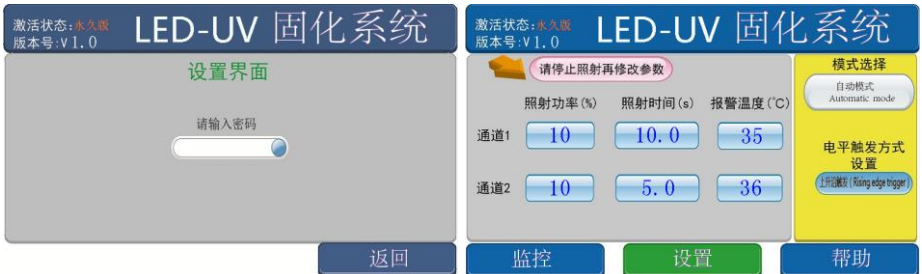 激活状态:永久版
版本号:V1.0
LED-UV 固化系统
设置界面
请输入密码
返回
激活状态:永久版
版本号:V1.0
LED-UV 固化系统
请停止照射再修改参数
照射功率(%) 照射时间(s) 报警温度(℃)
通道1 10 10.0 35
通道2 10 5.0 36
模式选择
自动模式
Automatic mode
电平触发方式
设置
上升沿触发(Rising edge trigger)
监控 设置 帮助